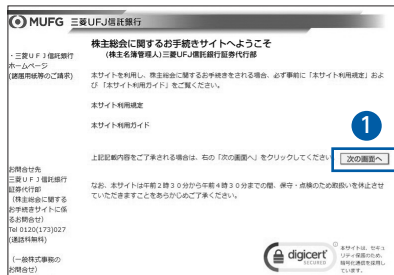 MUFG 三菱UFJ信託銀行
・三菱UFJ信託銀行
ホームページ
(諸用紙等のご請求)
株主総会に関するお手続きサイトへようこそ
(株主名簿管理人)三菱UFJ信託銀行証券代行部
本サイトを利用し、株主総会に関するお手続きをされる場合、必ず事前に「本サイト利用規定」およ
び「本サイト利用ガイド」をご覧ください。
本サイト利用規定
本サイト利用ガイド
1
上記記載内容をご了承される場合は、右の「次の画面へ」をクリックしてください
次の画面へ
なお、本サイトは午前2時30分から午前4時30分までの間、保守・点検のため取扱いを休止させ
ていただきますことをあらかじめご了承ください。
お問合せ先
三菱UFJ信託銀行
証券代行部
(株主総会に関する
お手続きサイトに係
るお問合せ)
Tel 0120(173)027
(通話料無料)
(一般株式事務の
お問合せ)
digicert
SECURED
本サイトは、セキュ
リティ保護のため、
暗号化通信を採用し
ています。